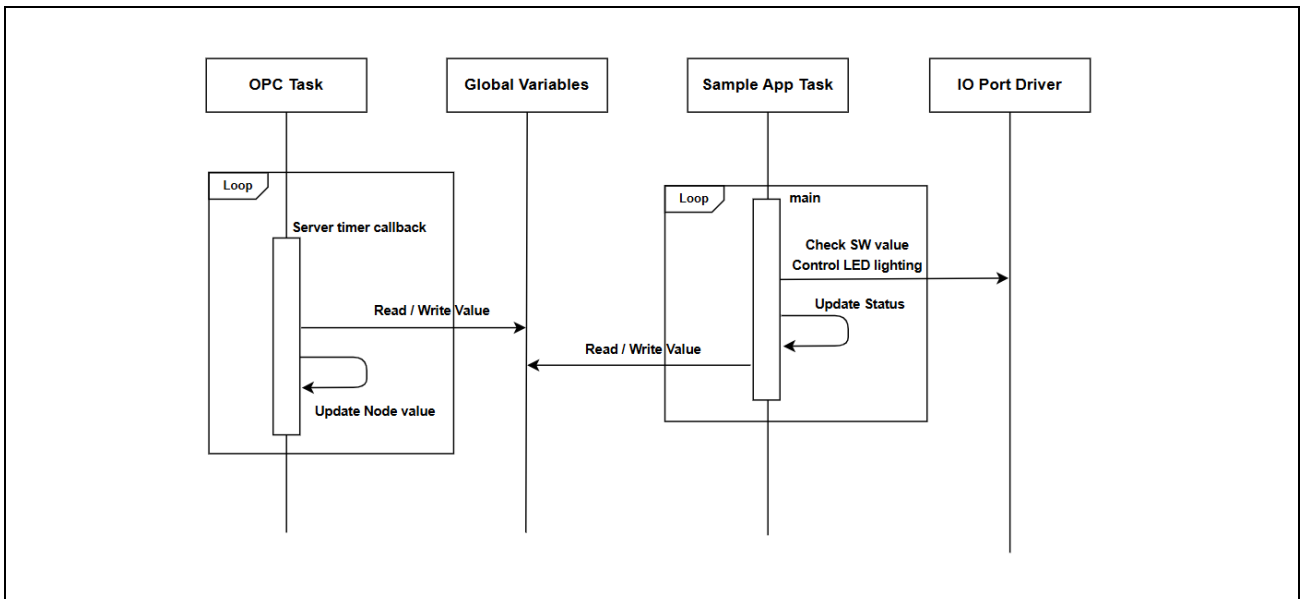 OPC Task
Global Variables
Sample App Task
IO Port Driver
Loop
Server timer callback
Read / Write Value
Update Node value
Loop
main
Check SW value
Control LED lighting
Update Status
Read / Write Value